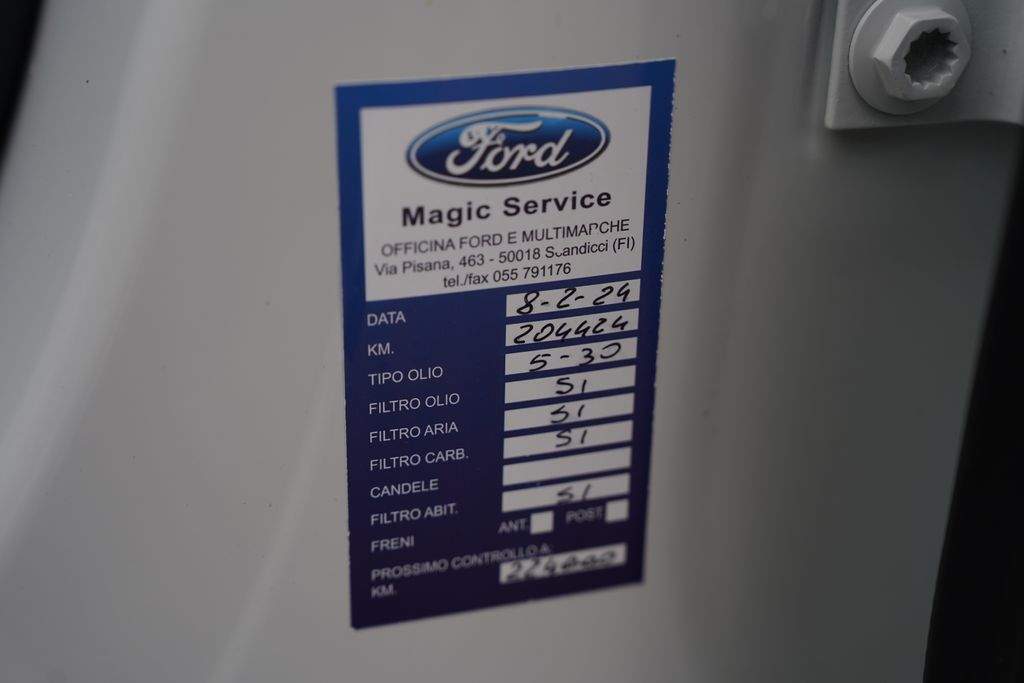 Ford
Magic Service
OFFICINA FORD E MULTIMARCHE
Via Pisana, 463 - 50018 Scandicci (FI)
tel./fax 055 791176
DATA 8-2-24
KM. 204424
TIPO OLIO 5-30
FILTRO OLIO SI
FILTRO ARIA SI
FILTRO CARB. SI
CANDELE
FILTRO ABIT. SI
FRENI ANT. POST.
PROSSIMO CONTROLLO A:
KM. 224000